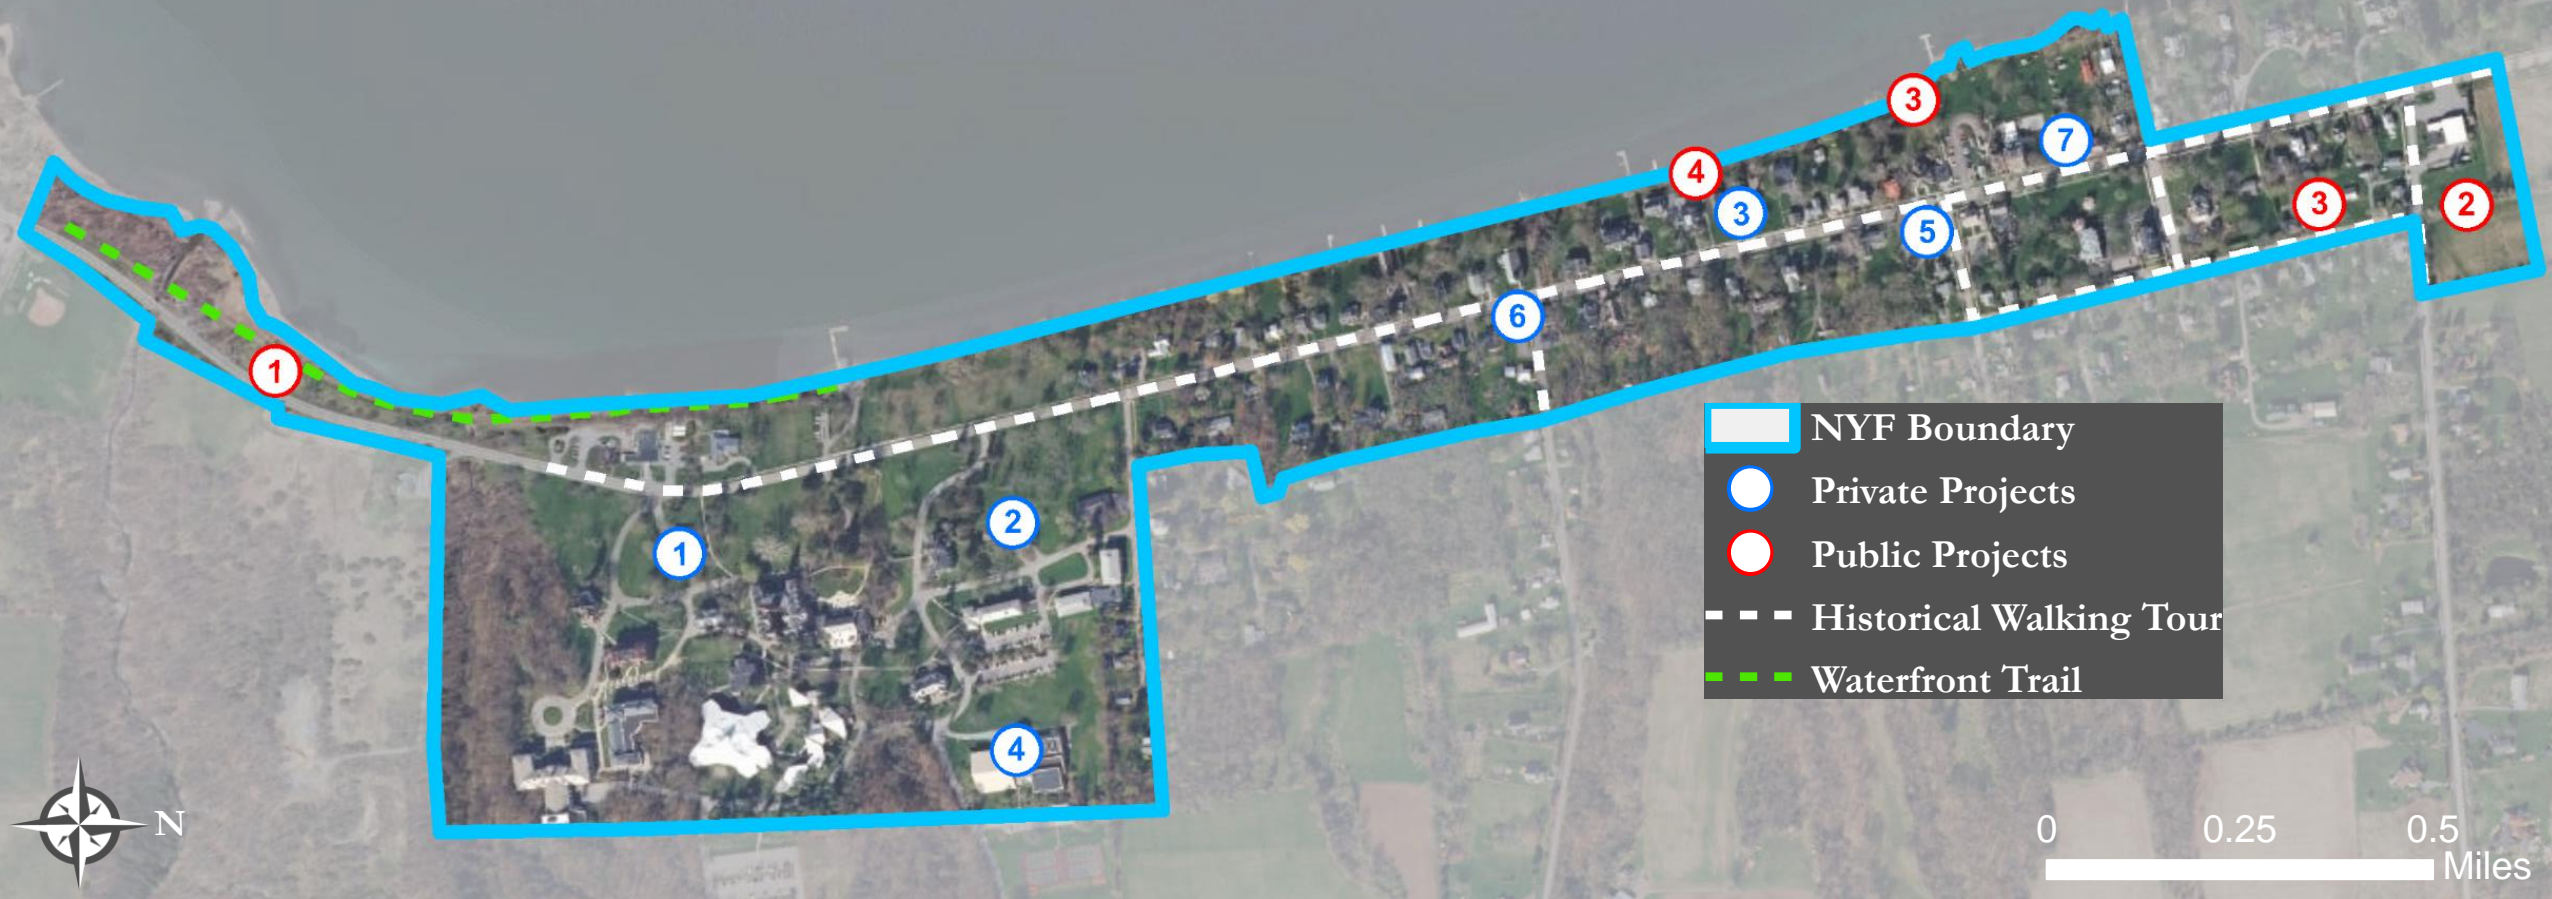 3
7
4
3
5
3
2
6
1
2
1
4
NYF Boundary
Private Projects
Public Projects
Historical Walking Tour
Waterfront Trail
N
0 0.25 0.5
Miles